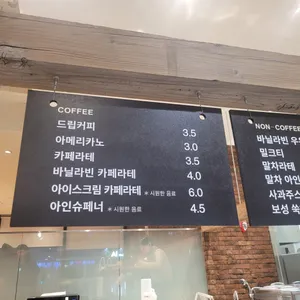 COFFEE
드립커피 3.5
아메리카노 3.0
카페라테 3.5
바닐라빈 카페라테 4.0
아이스크림 카페라테 ※ 시원한 음료 6.0
아인슈페너 ※ 시원한 음료 4.5
NON-COFFEE
바닐라빈
밀크티
말차라테
말차
사과주스
보성